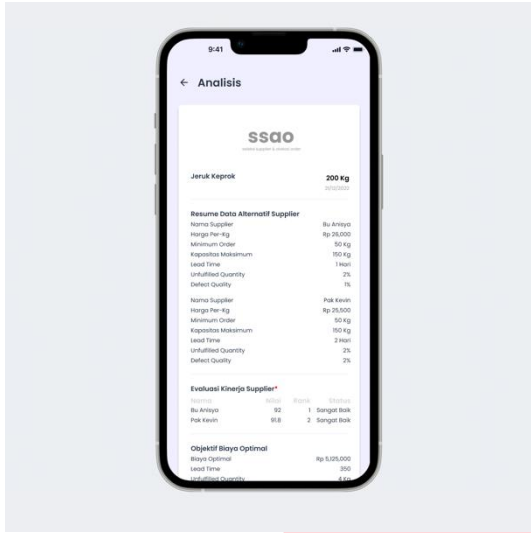 9:41
← Analisis
ssao
Jeruk Keprok 200 Kg
Resume Data Alternatif Supplier
Nama Supplier Bu Anisya
Harga Per-Kg Rp 26,000
Minimum Order 50 Kg
Kapasitas Maksimum 150 Kg
Lead Time 1 Hari
Unfulfilled Quantity 2%
Defect Quality 1%
Nama Supplier Pak Kevin
Harga Per-Kg Rp 25,500
Minimum Order 50 Kg
Kapasitas Maksimum 150 Kg
Lead Time 2 Hari
Unfulfilled Quantity 2%
Defect Quality 2%
Evaluasi Kinerja Supplier*
Nama Nilai Rank Status
Bu Anisya 92 1 Sangat Baik
Pak Kevin 91.8 2 Sangat Baik
Objektif Biaya Optimal
Biaya Optimal Rp 5,125,000
Lead Time 350
Unfulfilled Quantity 4 Kg